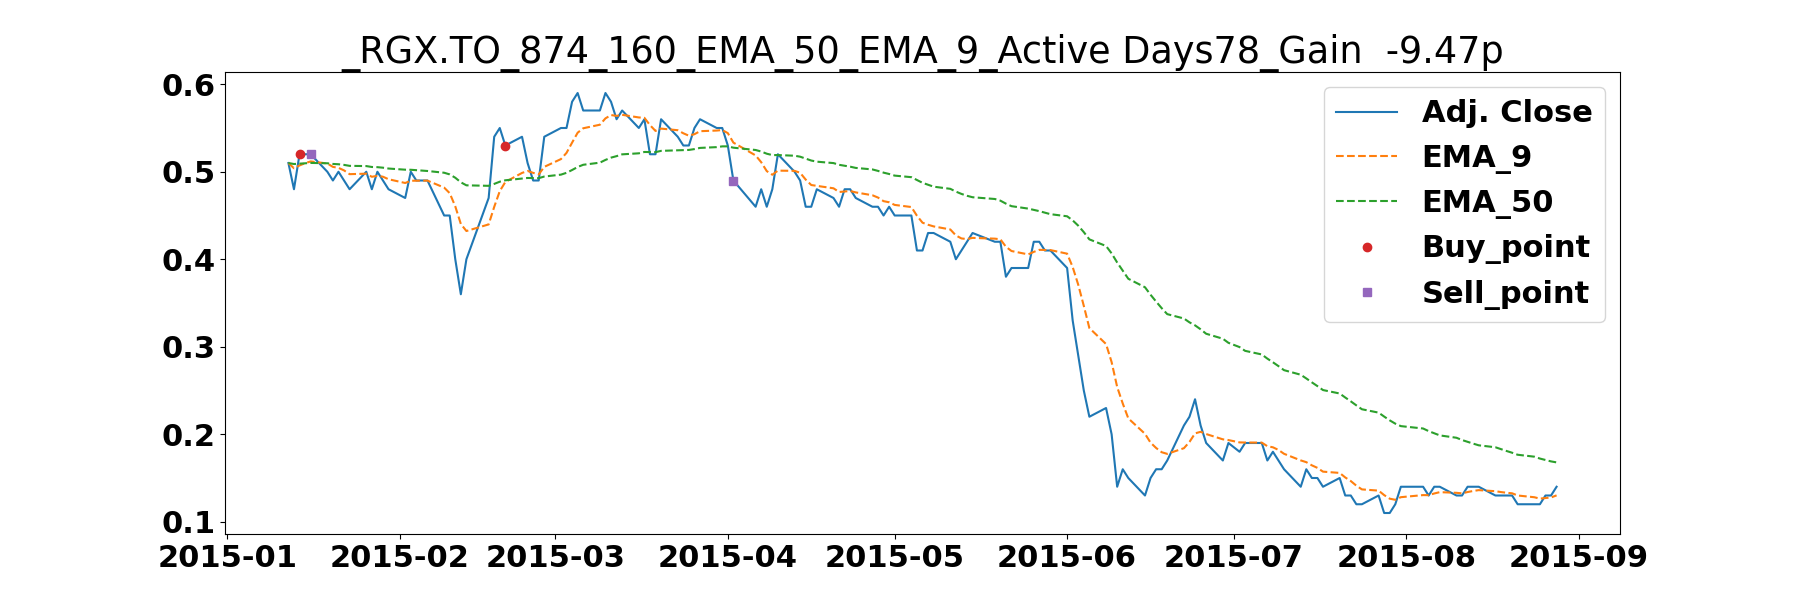 _RGX.TO_874_160_EMA_50_EMA_9_Active Days78_Gain  -9.47p
0.6
0.5
0.4
0.3
0.2
0.1
Adj. Close
EMA_9
EMA_50
Buy_point
Sell_point
2015-01 2015-02 2015-03 2015-04 2015-05 2015-06 2015-07 2015-08 2015-09